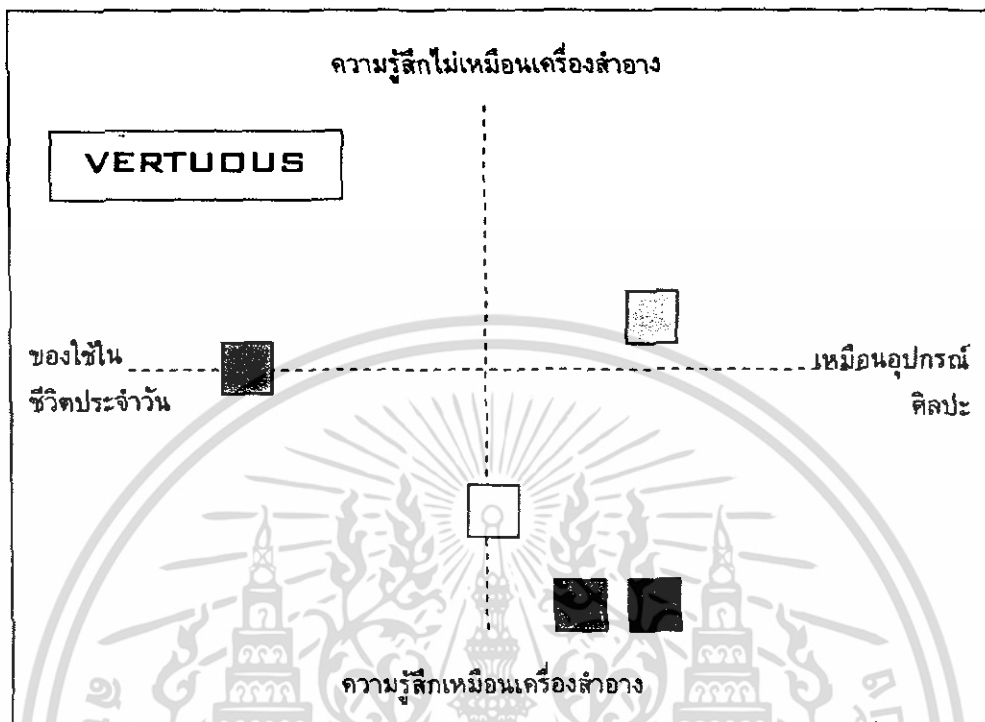 ความรู้สึกไม่เหมือนเครื่องสำอาง
VERTUOUS
ของใช้ใน
ชีวิตประจำวัน
เหมือนอุปกรณ์
ศิลปะ
ความรู้สึกเหมือนเครื่องสำอาง